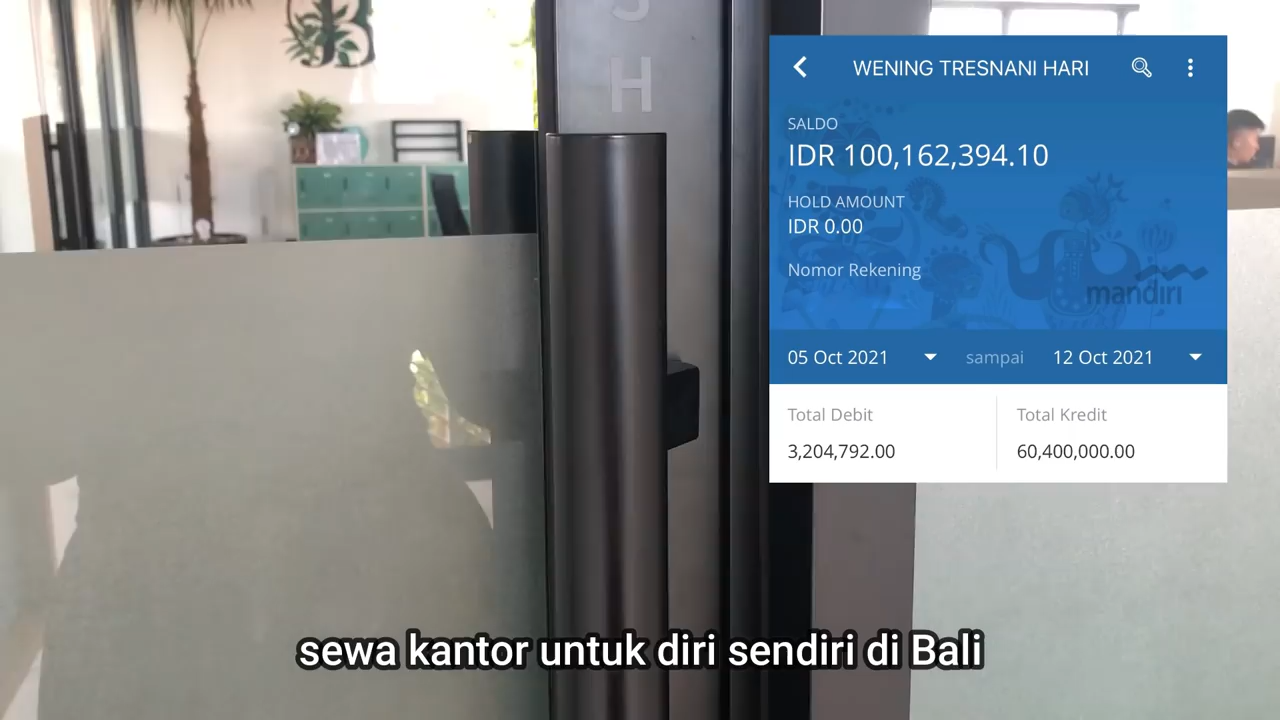 S
H
WENING TRESNANI HARI
SALDO
IDR 100,162,394.10
HOLD AMOUNT
IDR 0.00
Nomor Rekening
mandiri
05 Oct 2021 sampai 12 Oct 2021
Total Debit Total Kredit
3,204,792.00 60,400,000.00
sewa kantor untuk diri sendiri di Bali